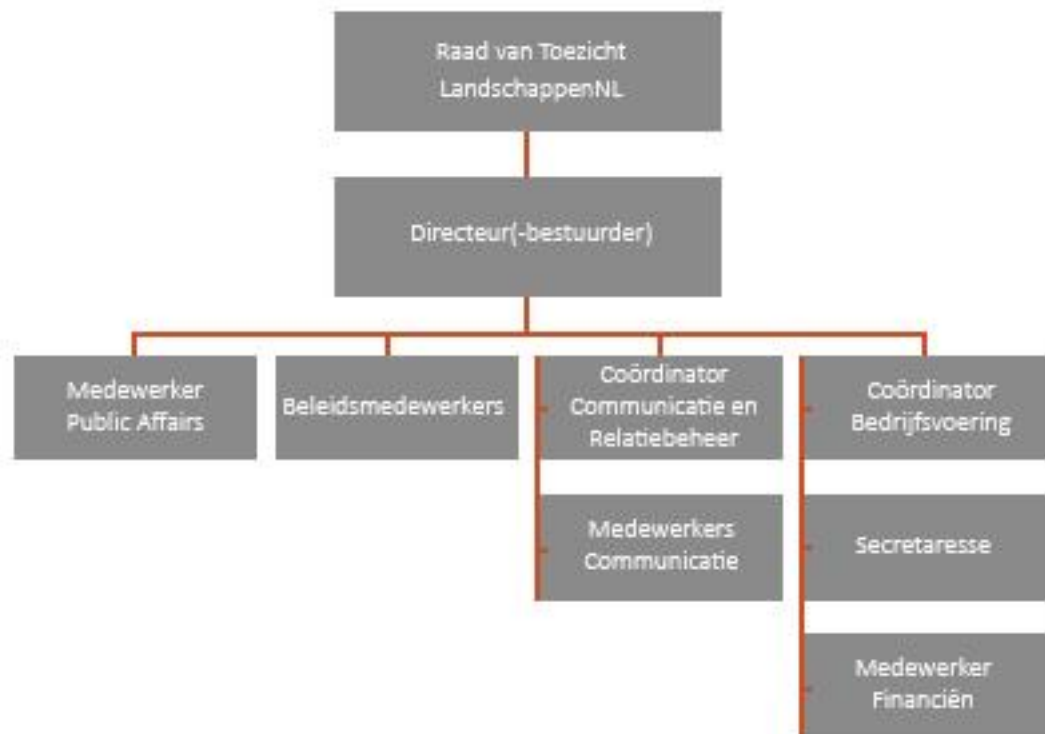 Raad van Toezicht
LandschappenNL
Directeur(-bestuurder)
Medewerker
Public Affairs
Beleidsmedewerkers
Coördinator
Communicatie en
Relatiebeheer
Coördinator
Bedrijfsvoering
Medewerkers
Communicatie
Secretaresse
Medewerker
Financiën